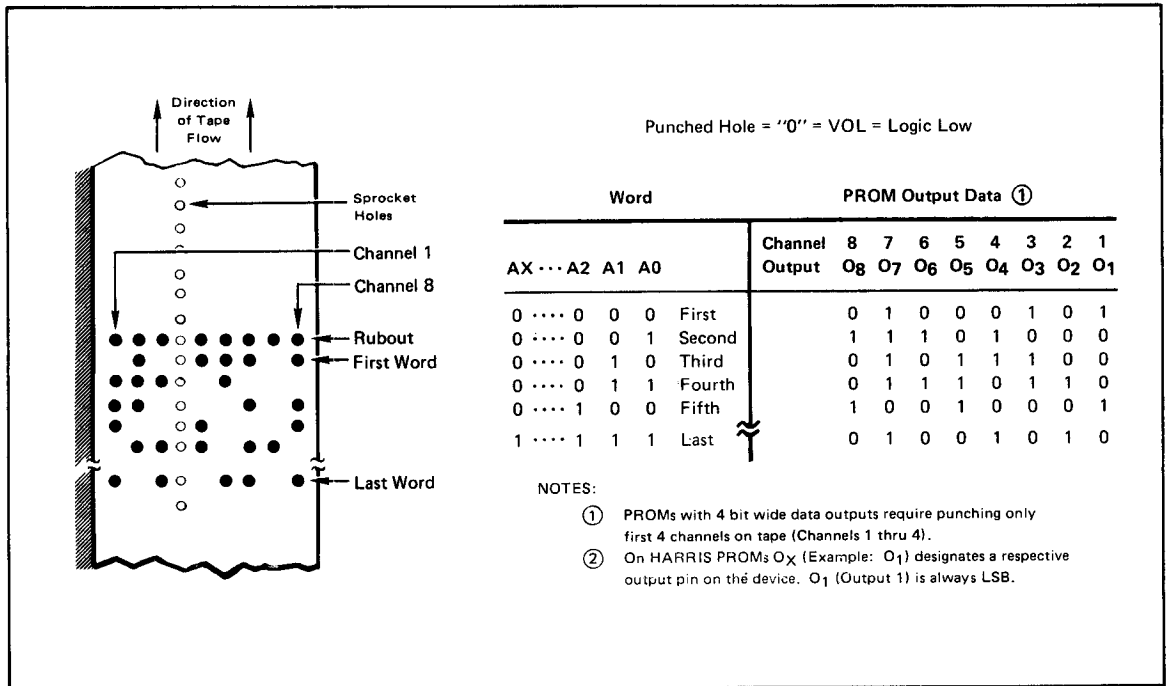 Direction
of Tape
Flow
Sprocket
Holes
Channel 1
Channel 8
Rubout
First Word
Last Word
Punched Hole = "0" = VOL = Logic Low
Word PROM Output Data ①
Channel 8 7 6 5 4 3 2 1
AX ··· A2 A1 A0 Output O8 O7 O6 O5 O4 O3 O2 O1
0 ···· 0 0 0 First 0 1 0 0 0 1 0 1
0 ···· 0 0 1 Second 1 1 1 0 1 0 0 0
0 ···· 0 1 0 Third 0 1 0 1 1 1 0 0
0 ···· 0 1 1 Fourth 0 1 1 1 0 1 1 0
0 ···· 1 0 0 Fifth 1 0 0 1 0 0 0 1
1 ···· 1 1 1 Last 0 1 0 0 1 0 1 0
NOTES:
① PROMs with 4 bit wide data outputs require punching only
first 4 channels on tape (Channels 1 thru 4).
② On HARRIS PROMs OX (Example: O1) designates a respective
output pin on the device. O1 (Output 1) is always LSB.